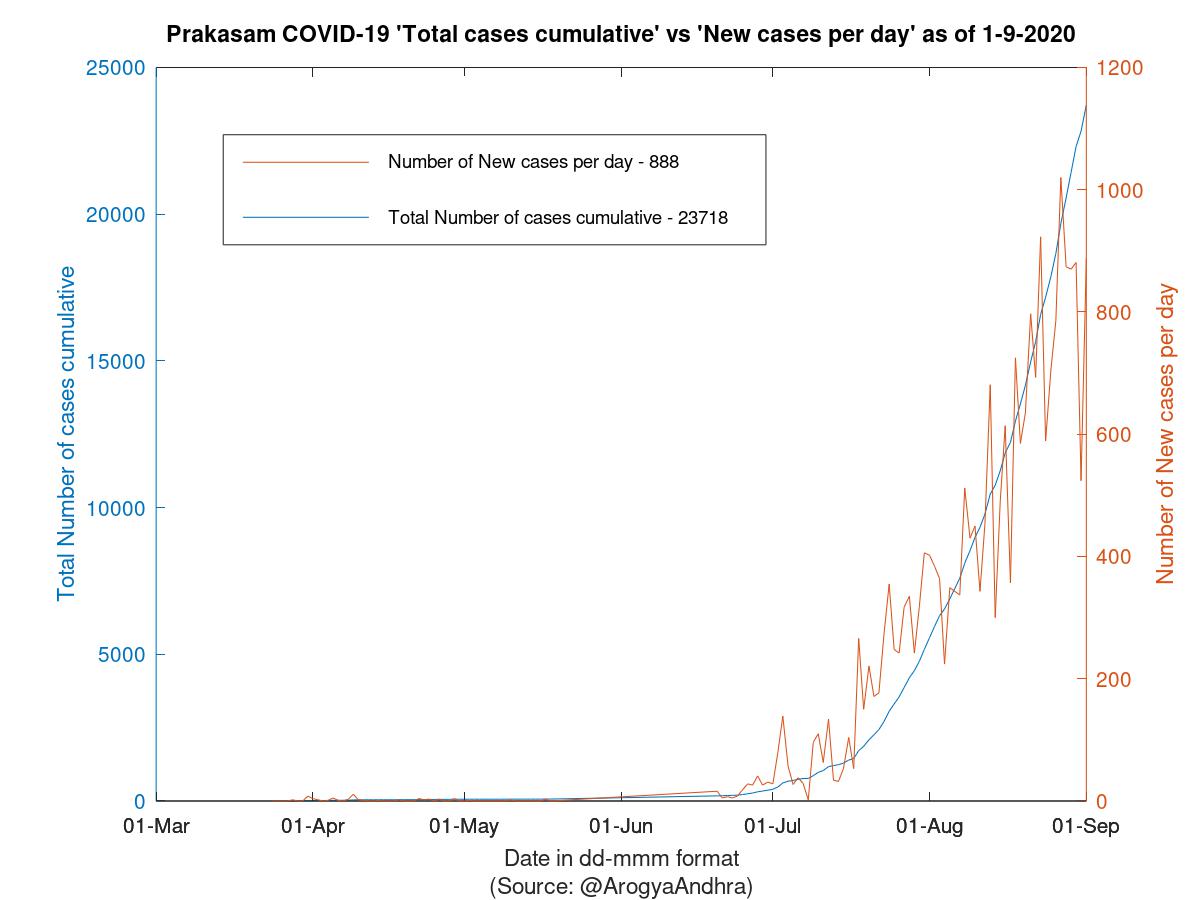 Prakasam COVID-19 'Total cases cumulative' vs 'New cases per day' as of 1-9-2020
25000
20000
15000
10000
5000
0
Total Number of cases cumulative
Number of New cases per day - 888
Total Number of cases cumulative - 23718
1200
1000
800
600
400
200
0
Number of New cases per day
01-Mar 01-Apr 01-May 01-Jun 01-Jul 01-Aug 01-Sep
Date in dd-mmm format
(Source: @ArogyaAndhra)